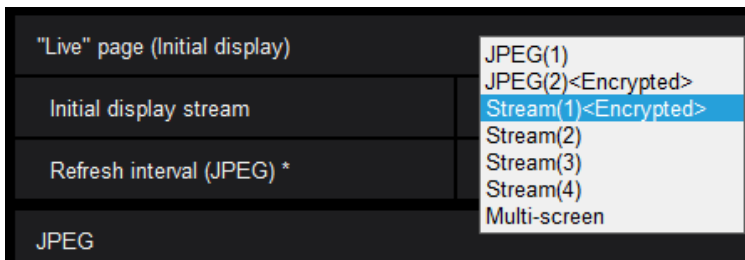 "Live" page (Initial display)
JPEG(1)
JPEG(2)<Encrypted>
Initial display stream
Stream(1)<Encrypted>
Stream(2)
Stream(3)
Refresh interval (JPEG) *
Stream(4)
Multi-screen
JPEG